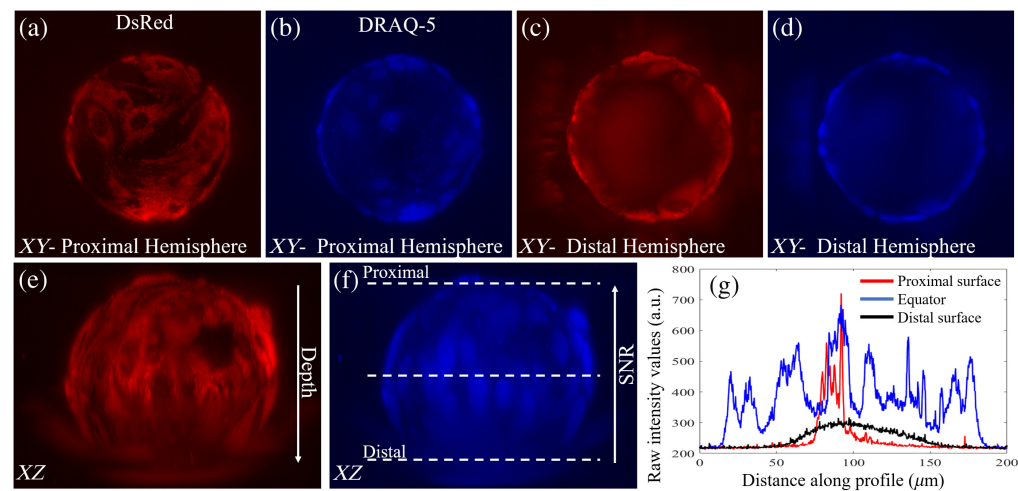 (a) DsRed
XY- Proximal Hemisphere
(b) DRAQ-5
XY- Proximal Hemisphere
(c)
XY- Distal Hemisphere
(d)
XY- Distal Hemisphere
(e)
Depth
XZ
(f) Proximal
SNR
Distal
XZ
(g)
Proximal surface
Equator
Distal surface
Raw intensity values (a.u.)
800
700
600
500
400
300
200
0 50 100 150 200
Distance along profile (μm)